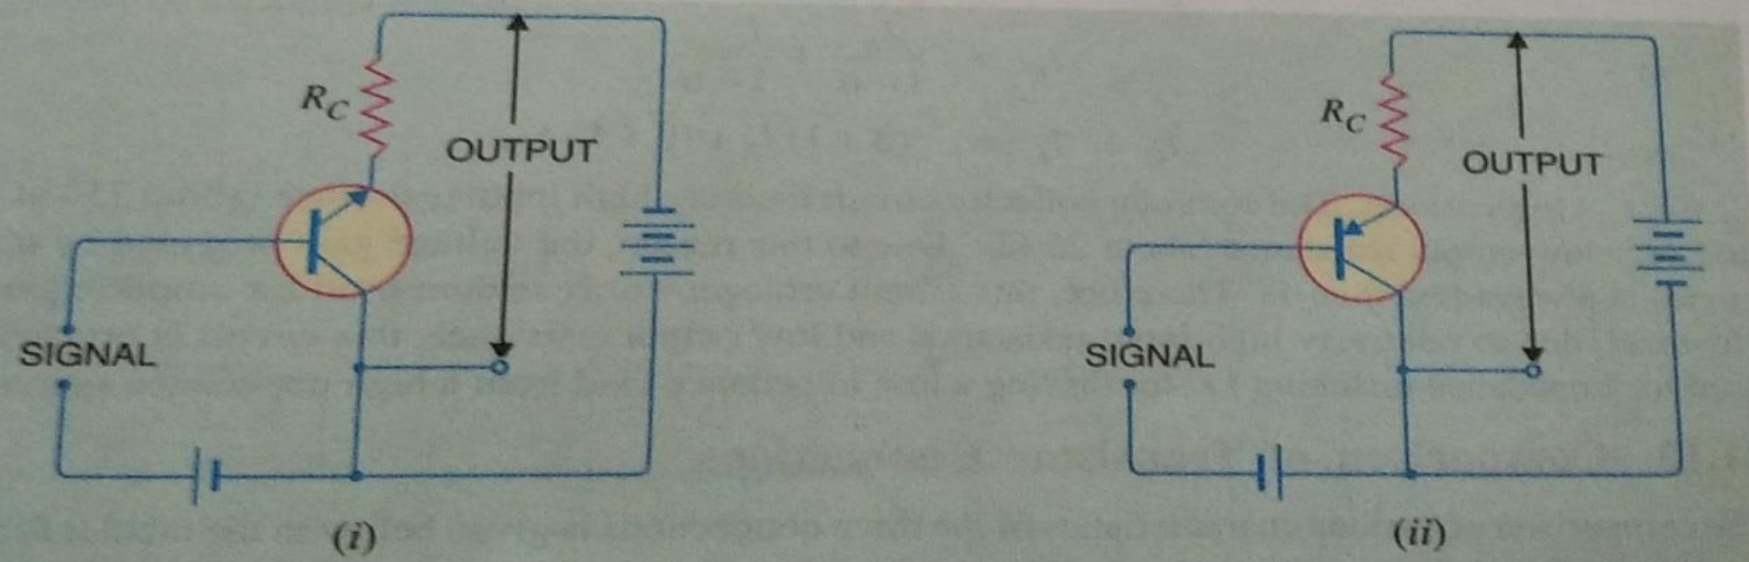 R_C
OUTPUT
SIGNAL
(i)
R_C
OUTPUT
SIGNAL
(ii)